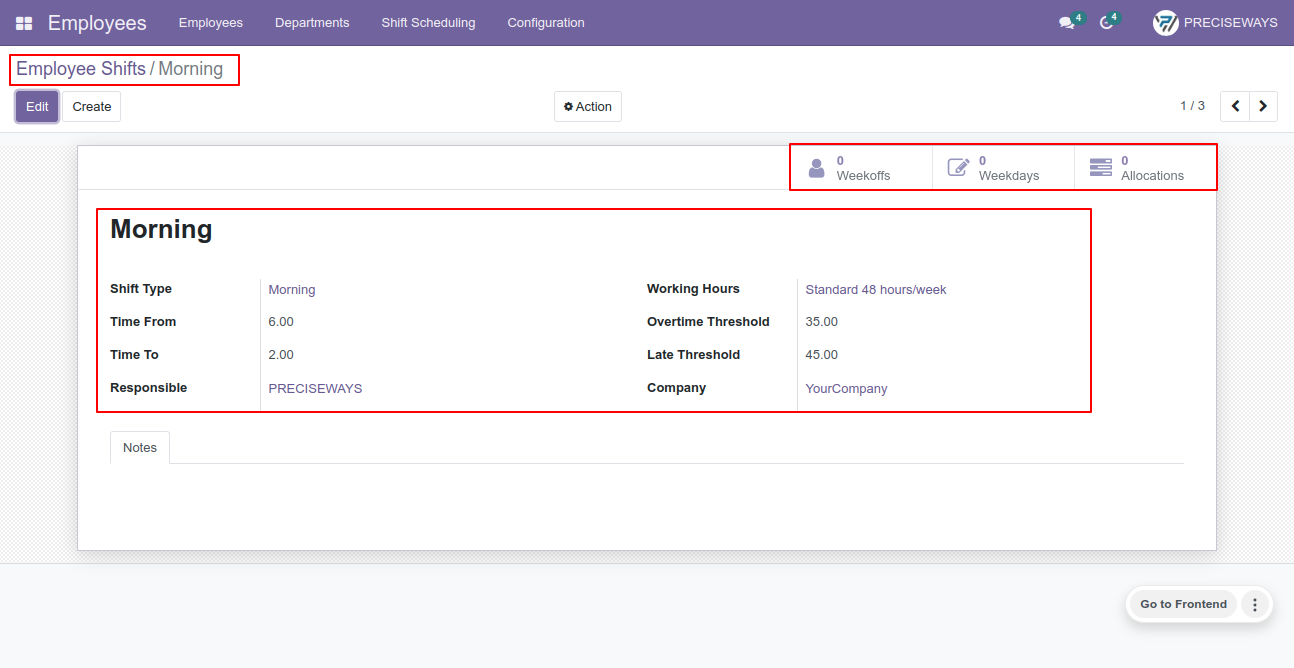 Employees Employees Departments Shift Scheduling Configuration 4 4 PRECISEWAYS
Employee Shifts / Morning
Edit Create Action 1 / 3
0 Weekoffs
0 Weekdays
0 Allocations
Morning
Shift Type Morning Working Hours Standard 48 hours/week
Time From 6.00 Overtime Threshold 35.00
Time To 2.00 Late Threshold 45.00
Responsible PRECISEWAYS Company YourCompany
Notes
Go to Frontend